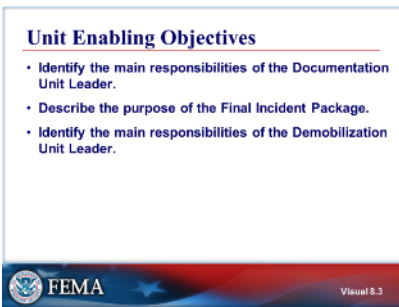 Unit Enabling Objectives
• Identify the main responsibilities of the Documentation
Unit Leader.
• Describe the purpose of the Final Incident Package.
• Identify the main responsibilities of the Demobilization
Unit Leader.
FEMA
Visual 8.3